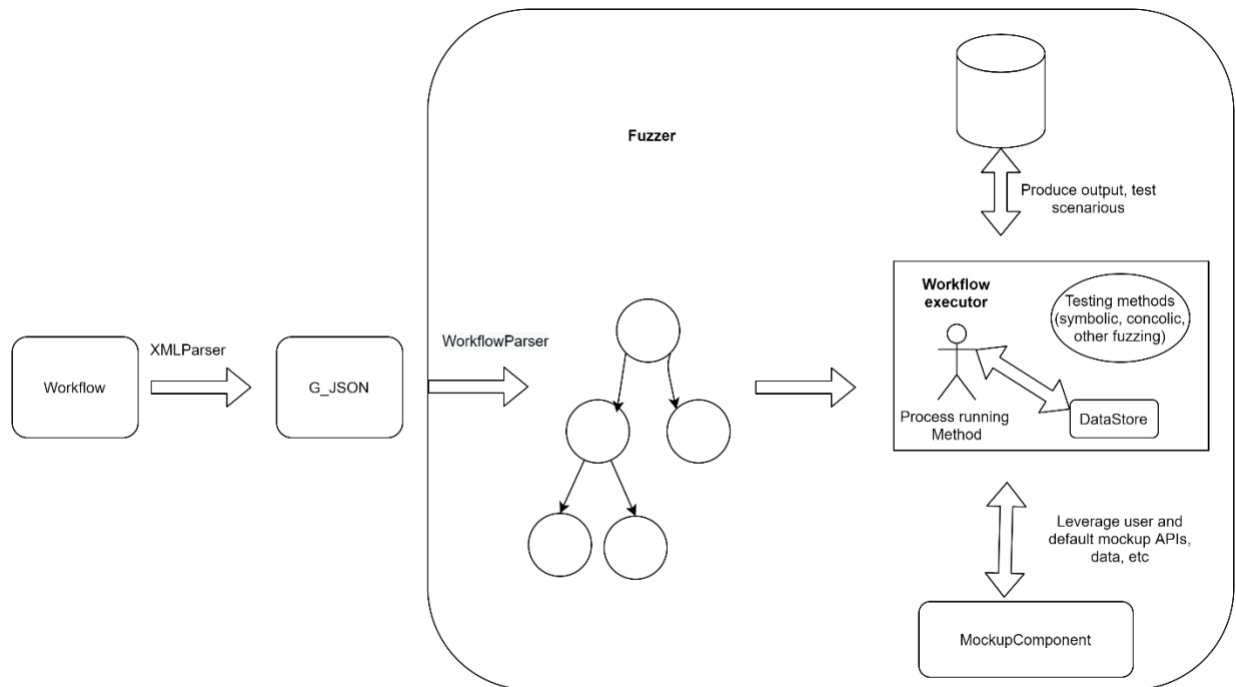 Fuzzer
Produce output, test
scenarious
Workflow
executor
Testing methods
(symbolic, concolic,
other fuzzing)
XMLParser
WorkflowParser
Workflow
G_JSON
Process running
Method
DataStore
Leverage user and
default mockup APIs,
data, etc
MockupComponent